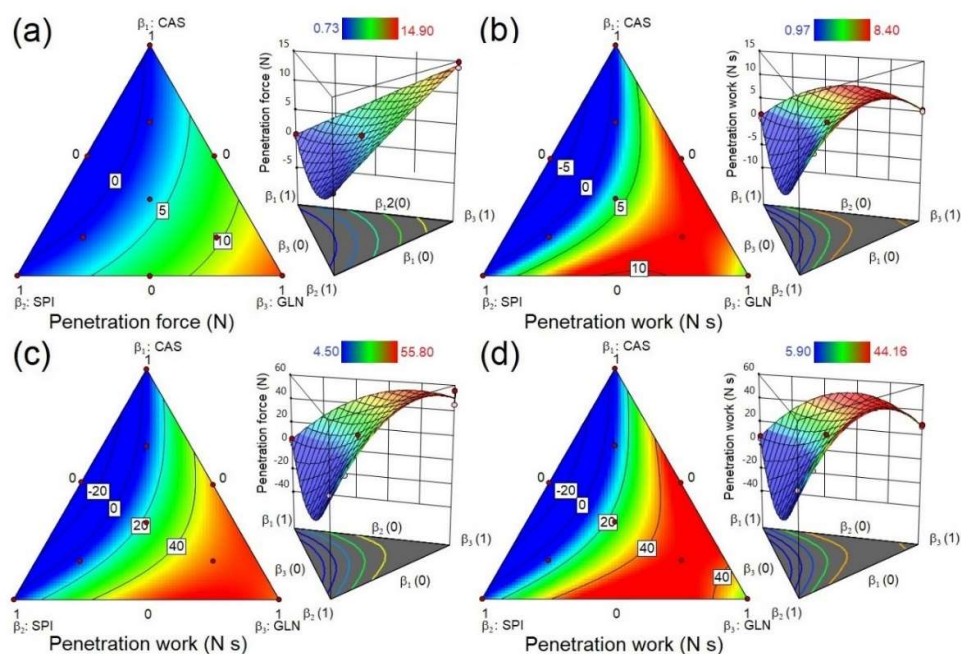 (a)
β₁: CAS
1
0
0
0
5
10
1
0
1
β₂: SPI
β₃: GLN
Penetration force (N)
0.73
14.90
Penetration force (N)
15
10
5
0
-5
β₁ (1)
β₁2(0)
β₃ (1)
β₃ (0)
β₁ (0)
β₂ (1)
(b)
β₁: CAS
1
0
0
-5
0
5
10
1
0
1
β₂: SPI
β₃: GLN
Penetration work (N s)
0.97
8.40
Penetration work (N s)
15
10
5
0
-5
-10
β₁ (1)
β₂ (0)
β₃ (1)
β₃ (0)
β₁ (0)
β₂ (1)
(c)
β₁: CAS
1
0
0
-20
0
20
40
1
0
1
β₂: SPI
β₃: GLN
Penetration work (N s)
4.50
55.80
Penetration force (N)
60
40
20
0
-20
-40
β₁ (1)
β₂ (0)
β₃ (1)
β₃ (0)
β₁ (0)
β₂ (1)
(d)
β₁: CAS
1
0
0
-20
0
20
40
40
1
0
1
β₂: SPI
β₃: GLN
Penetration work (N s)
5.90
44.16
Penetration work (N s)
60
40
20
0
-20
-40
β₁ (1)
β₂ (0)
β₃ (1)
β₃ (0)
β₁ (0)
β₂ (1)